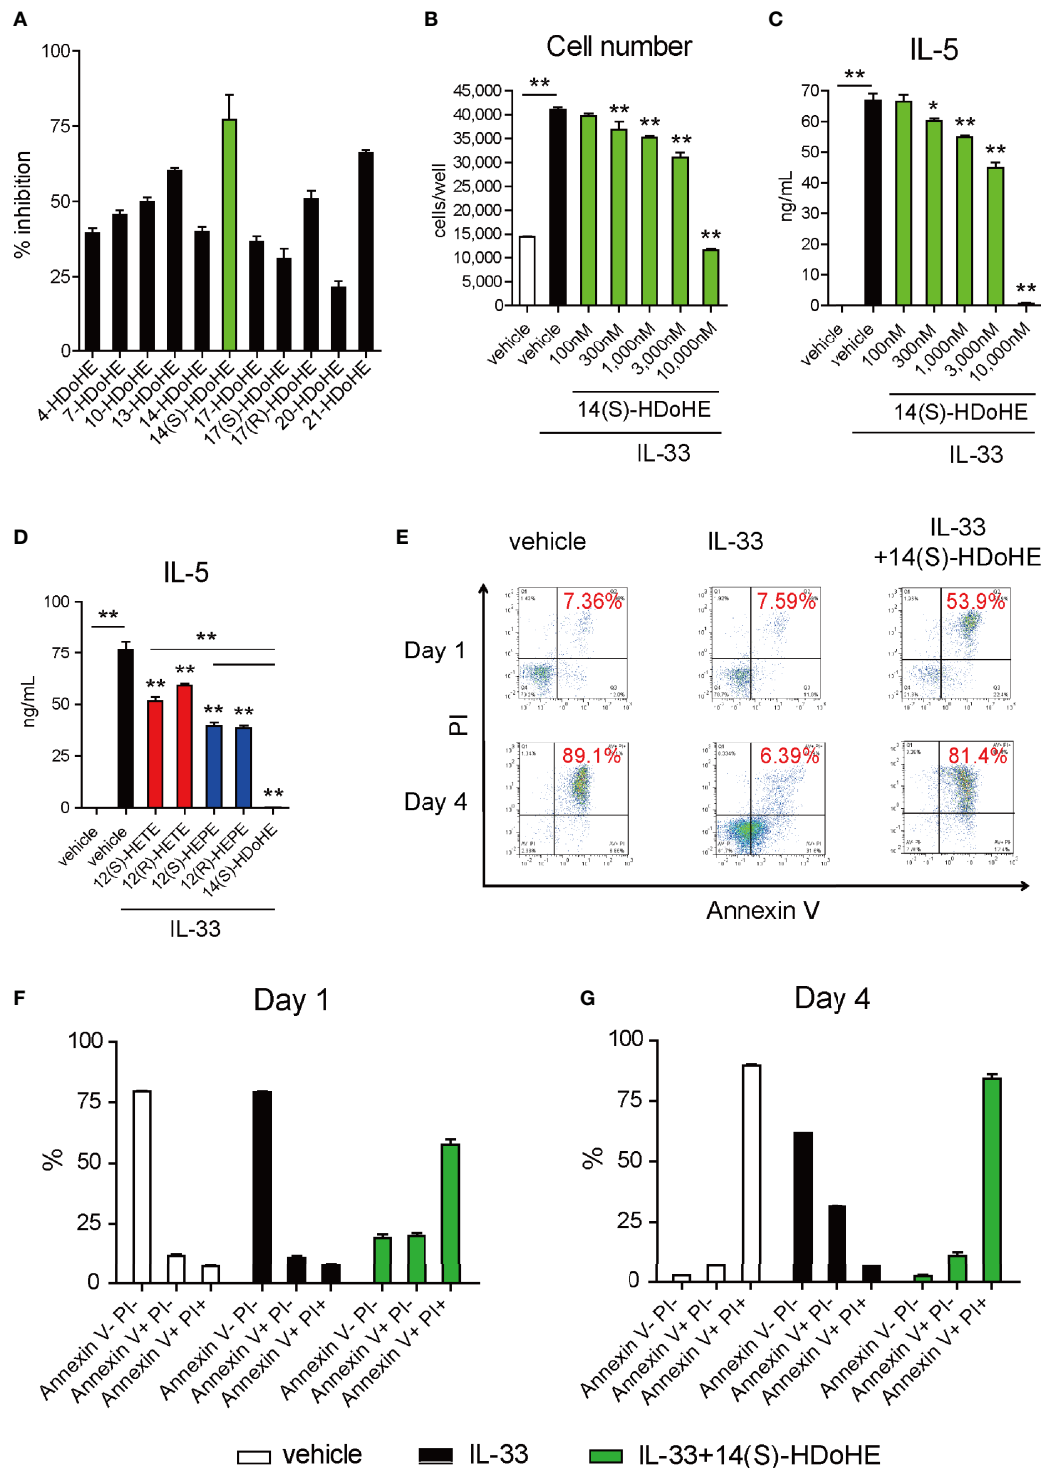 A
100
75
50
25
0
% inhibition
4-HDoHE
7-HDoHE
10-HDoHE
13-HDoHE
14-HDoHE
14(S)-HDoHE
17-HDoHE
17(S)-HDoHE
17(R)-HDoHE
20-HDoHE
21-HDoHE
B
Cell number
45,000
40,000
35,000
30,000
25,000
20,000
15,000
10,000
5,000
0
cells/well
** ** ** ** **
vehicle
vehicle
100nM
300nM
1,000nM
3,000nM
10,000nM
14(S)-HDoHE
IL-33
C
IL-5
70
60
50
40
30
20
10
0
ng/mL
** * ** ** **
vehicle
vehicle
100nM
300nM
1,000nM
3,000nM
10,000nM
14(S)-HDoHE
IL-33
D
IL-5
100
75
50
25
0
ng/mL
** **
** ** ** ** **
vehicle
vehicle
12(S)-HETE
12(R)-HETE
12(S)-HEPE
12(R)-HEPE
14(S)-HDoHE
IL-33
E
vehicle
IL-33
IL-33
+14(S)-HDoHE
Day 1
7.36%
7.59%
53.9%
PI
Day 4
89.1%
6.39%
81.4%
Annexin V
F
Day 1
100
75
50
25
0
%
Annexin V- PI-
Annexin V+ PI-
Annexin V+ PI+
Annexin V- PI-
Annexin V+ PI-
Annexin V+ PI+
Annexin V- PI-
Annexin V+ PI-
Annexin V+ PI+
G
Day 4
100
75
50
25
0
%
Annexin V- PI-
Annexin V+ PI-
Annexin V+ PI+
Annexin V- PI-
Annexin V+ PI-
Annexin V+ PI+
Annexin V- PI-
Annexin V+ PI-
Annexin V+ PI+
vehicle
IL-33
IL-33+14(S)-HDoHE